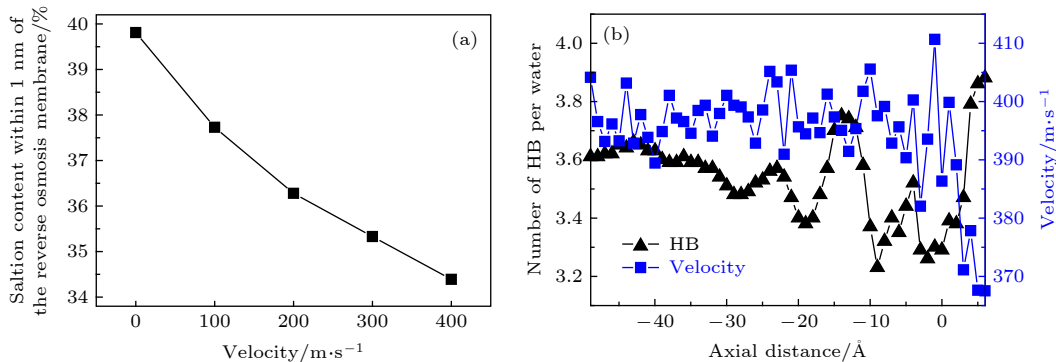 (a)
Saltion content within 1 nm of
the reverse osmosis membrane/%
40
39
38
37
36
35
34
0 100 200 300 400
Velocity/m·s⁻¹
(b)
Number of HB per water
4.0
3.8
3.6
3.4
3.2
HB
Velocity
410
400
390
380
370
Velocity/m·s⁻¹
−40 −30 −20 −10 0
Axial distance/Å